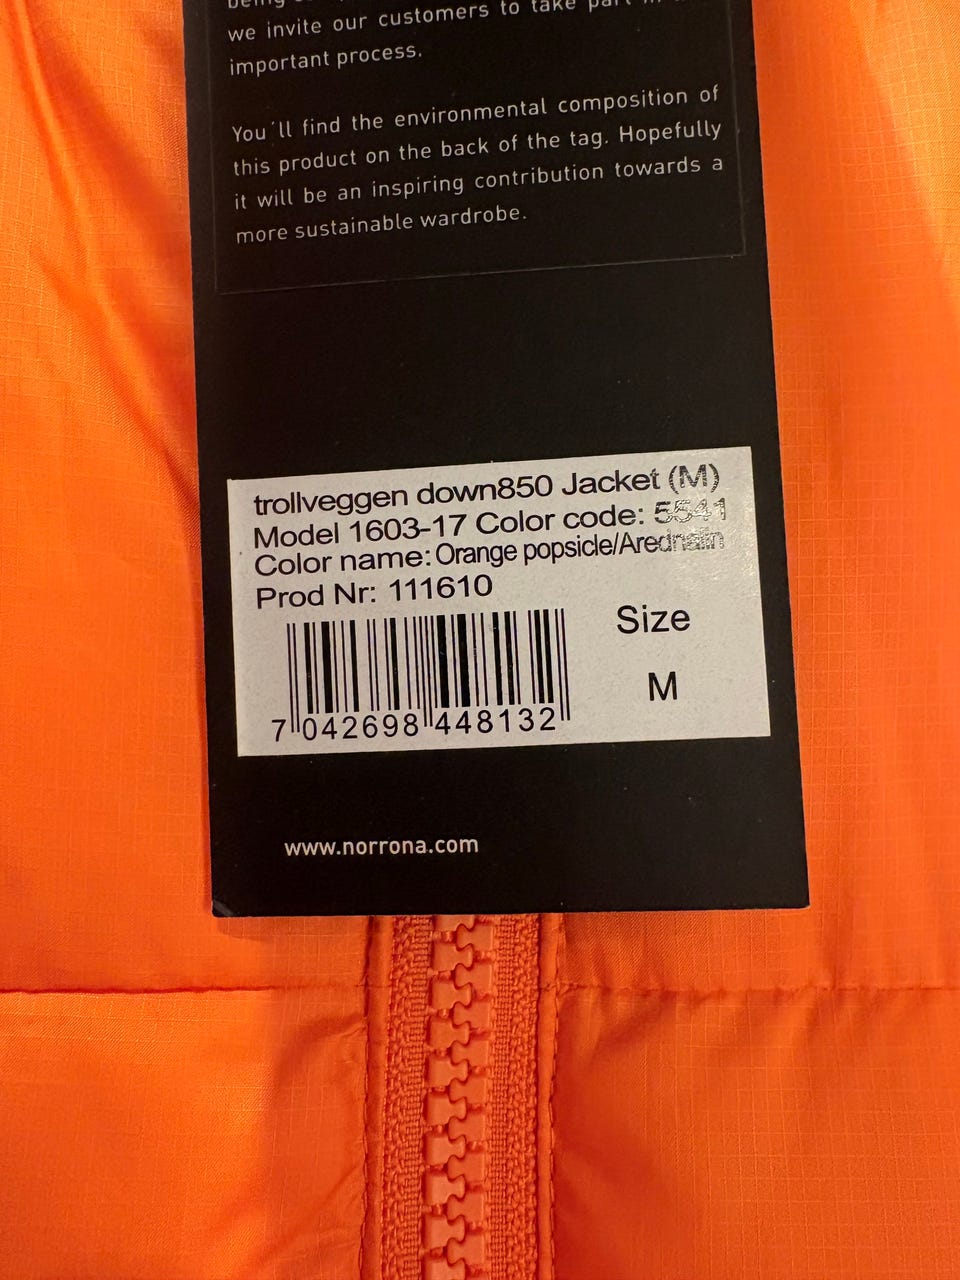 we invite our customers to take
important process.
You´ll find the environmental composition of
this product on the back of the tag. Hopefully
it will be an inspiring contribution towards a
more sustainable wardrobe.
trollveggen down850 Jacket (M)
Model 1603-17 Color code: 5541
Color name: Orange popsicle/Arednalin
Prod Nr: 111610
Size
M
7 042698 448132
www.norrona.com